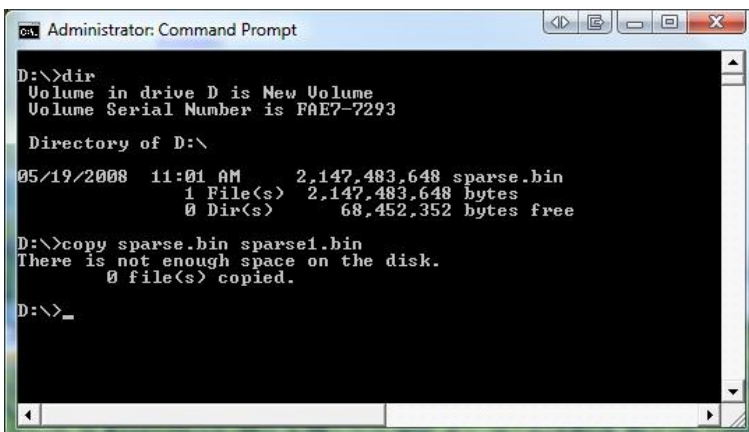 Administrator: Command Prompt
D:\>dir
Volume in drive D is New Volume
Volume Serial Number is FAE7-7293
Directory of D:\
05/19/2008 11:01 AM 2,147,483,648 sparse.bin
1 File(s) 2,147,483,648 bytes
0 Dir(s) 68,452,352 bytes free
D:\>copy sparse.bin sparse1.bin
There is not enough space on the disk.
0 file(s) copied.
D:\>_